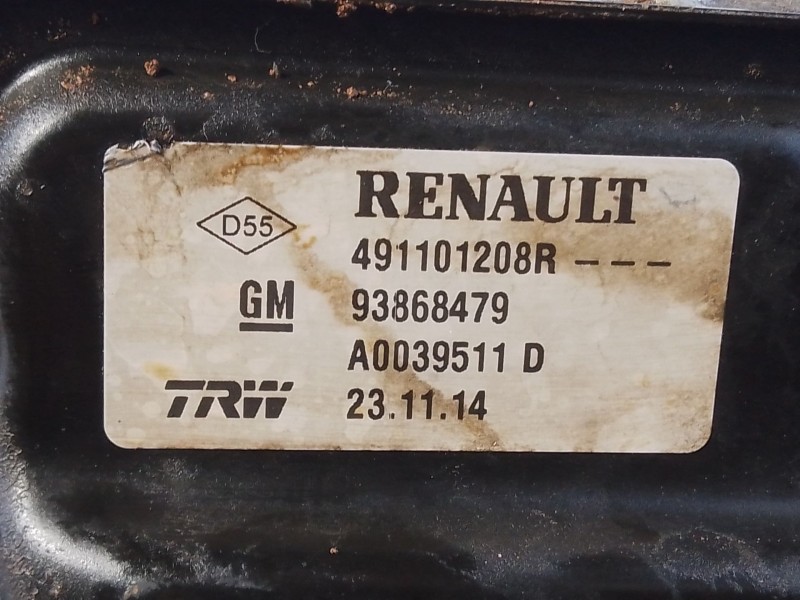 RENAULT
D55
491101208R ---
GM
93868479
A0039511 D
TRW
23.11.14